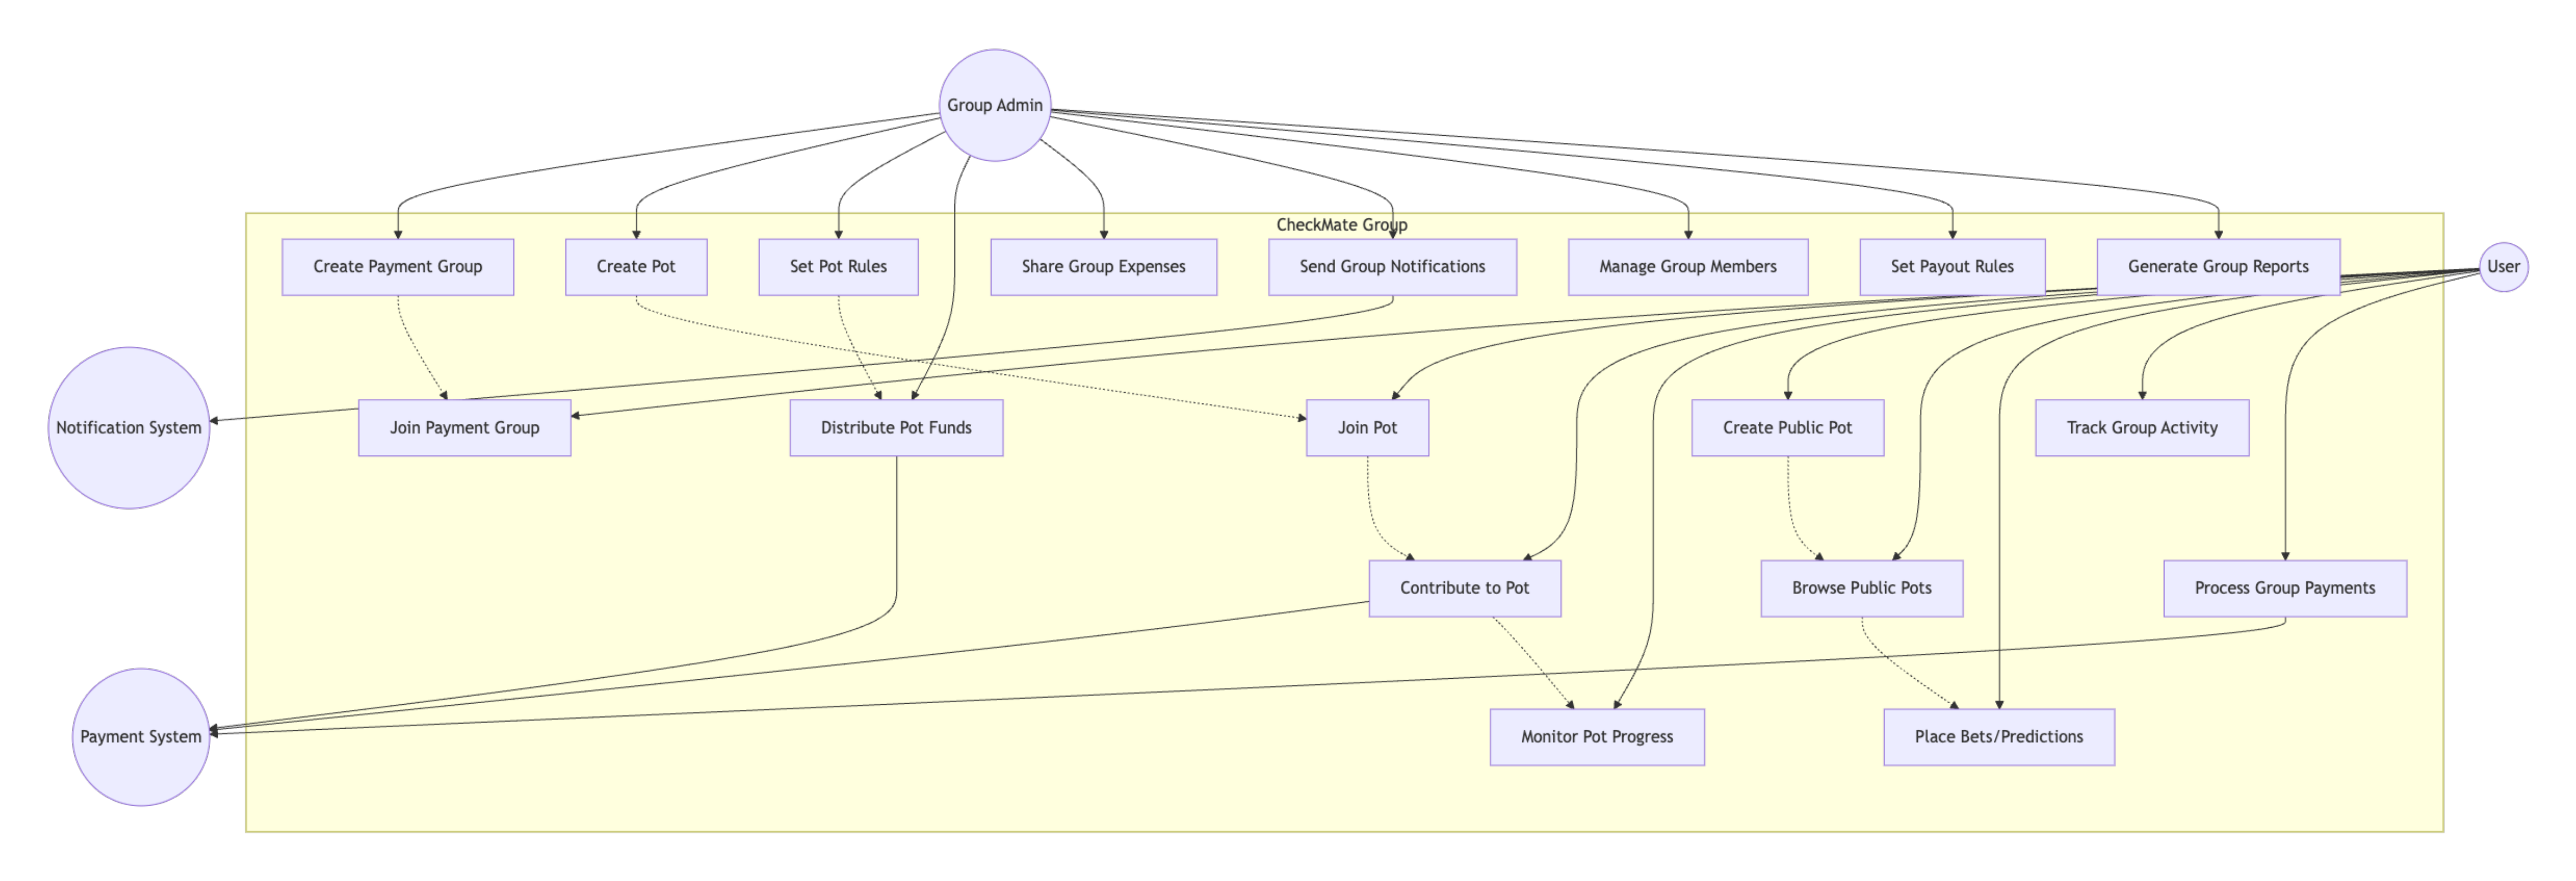 Group Admin
CheckMate Group
Create Payment Group
Create Pot
Set Pot Rules
Share Group Expenses
Send Group Notifications
Manage Group Members
Set Payout Rules
Generate Group Reports
User
Notification System
Join Payment Group
Distribute Pot Funds
Join Pot
Create Public Pot
Track Group Activity
Contribute to Pot
Browse Public Pots
Process Group Payments
Payment System
Monitor Pot Progress
Place Bets/Predictions